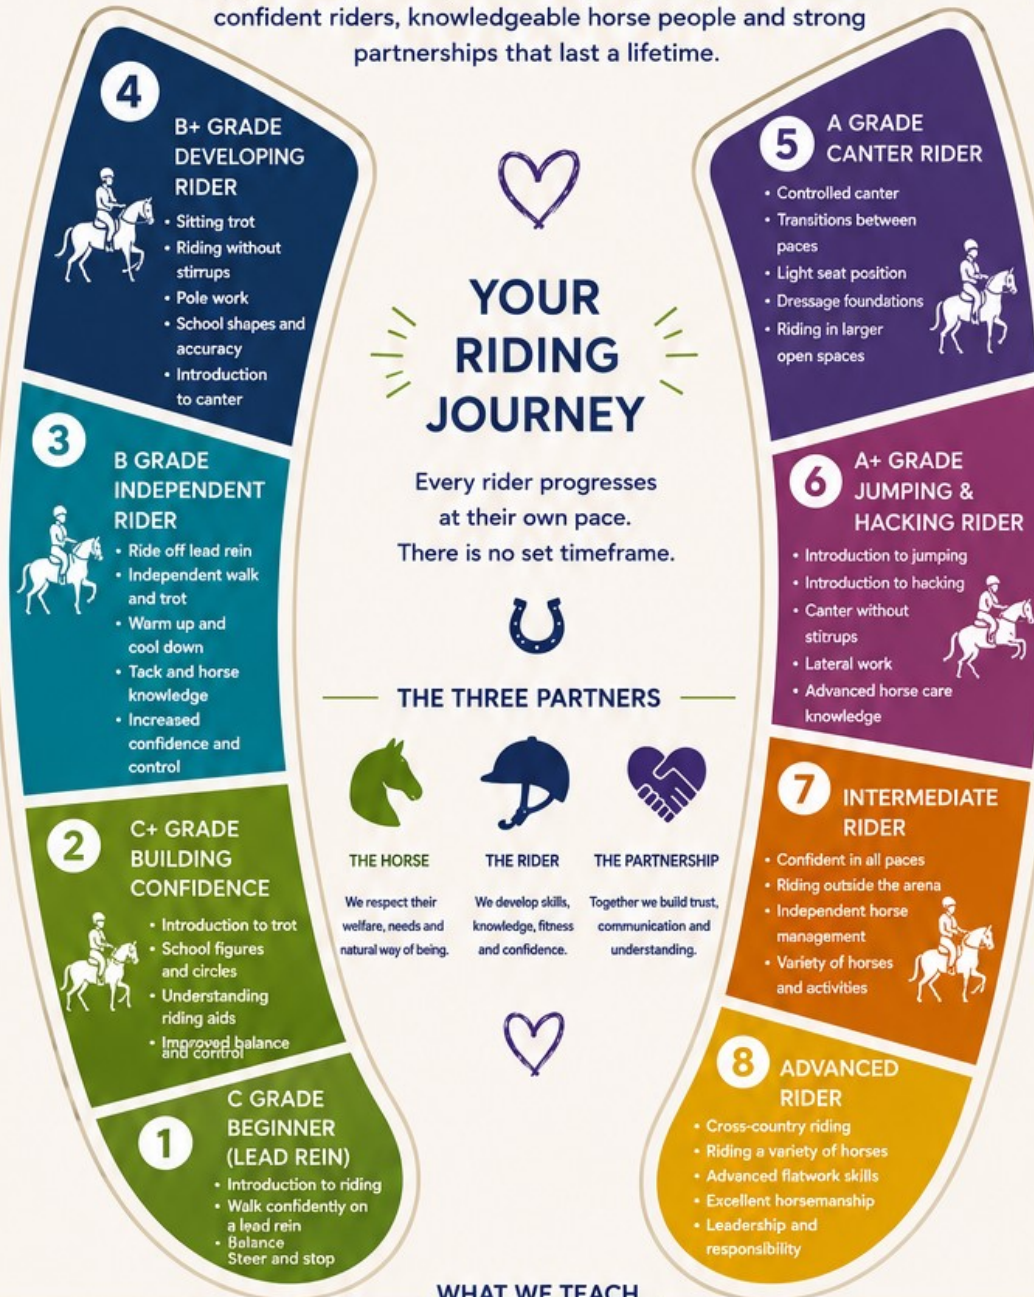 confident riders, knowledgeable horse people and strong
partnerships that last a lifetime.
4
B+ GRADE
DEVELOPING
RIDER
• Sitting trot
• Riding without
stirrups
• Pole work
• School shapes and
accuracy
• Introduction
to canter
3
B GRADE
INDEPENDENT
RIDER
• Ride off lead rein
• Independent walk
and trot
• Warm up and
cool down
• Tack and horse
knowledge
• Increased
confidence and
control
2
C+ GRADE
BUILDING
CONFIDENCE
• Introduction to trot
• School figures
and circles
• Understanding
riding aids
• Improved balance
and control
1
C GRADE
BEGINNER
(LEAD REIN)
• Introduction to riding
• Walk confidently on
a lead rein
• Balance
Steer and stop
YOUR
RIDING
JOURNEY
Every rider progresses
at their own pace.
There is no set timeframe.
THE THREE PARTNERS
THE HORSE
We respect their
welfare, needs and
natural way of being.
THE RIDER
We develop skills,
knowledge, fitness
and confidence.
THE PARTNERSHIP
Together we build trust,
communication and
understanding.
5
A GRADE
CANTER RIDER
• Controlled canter
• Transitions between
paces
• Light seat position
• Dressage foundations
• Riding in larger
open spaces
6
A+ GRADE
JUMPING &
HACKING RIDER
• Introduction to jumping
• Introduction to hacking
• Canter without
stirrups
• Lateral work
• Advanced horse care
knowledge
7
INTERMEDIATE
RIDER
• Confident in all paces
• Riding outside the arena
• Independent horse
management
• Variety of horses
and activities
8
ADVANCED
RIDER
• Cross-country riding
• Riding a variety of horses
• Advanced flatwork skills
• Excellent horsemanship
• Leadership and
responsibility
WHAT WE TEACH